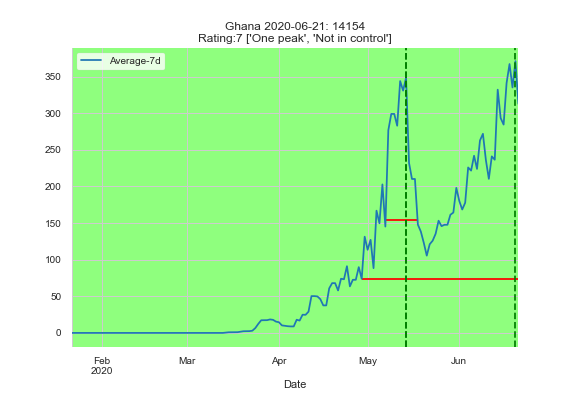 Ghana 2020-06-21: 14154
Rating:7 ['One peak', 'Not in control']
Average-7d
350
300
250
200
150
100
50
0
Feb
2020
Mar
Apr
May
Jun
Date